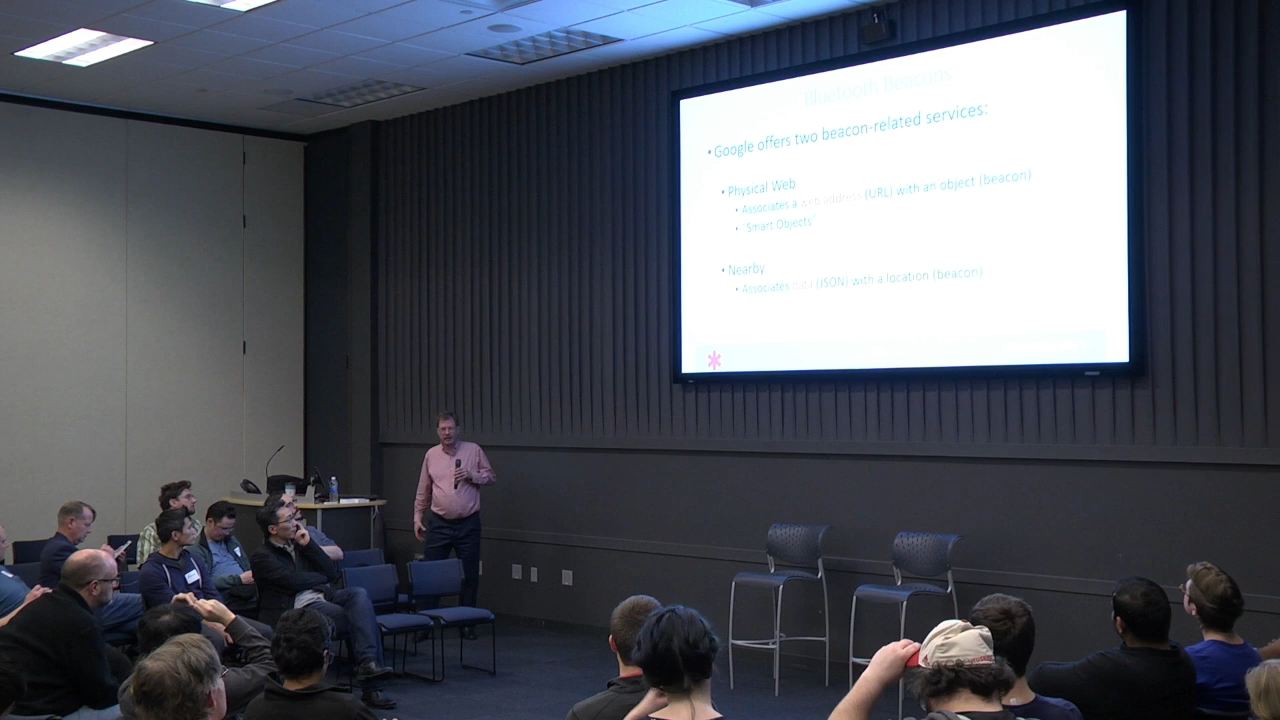 Bluetooth Beacons
• Google offers two beacon-related services:
• Physical Web
• Associates a web address (URL) with an object (beacon)
• "Smart Objects"
• Nearby
• Associates data (JSON) with a location (beacon)